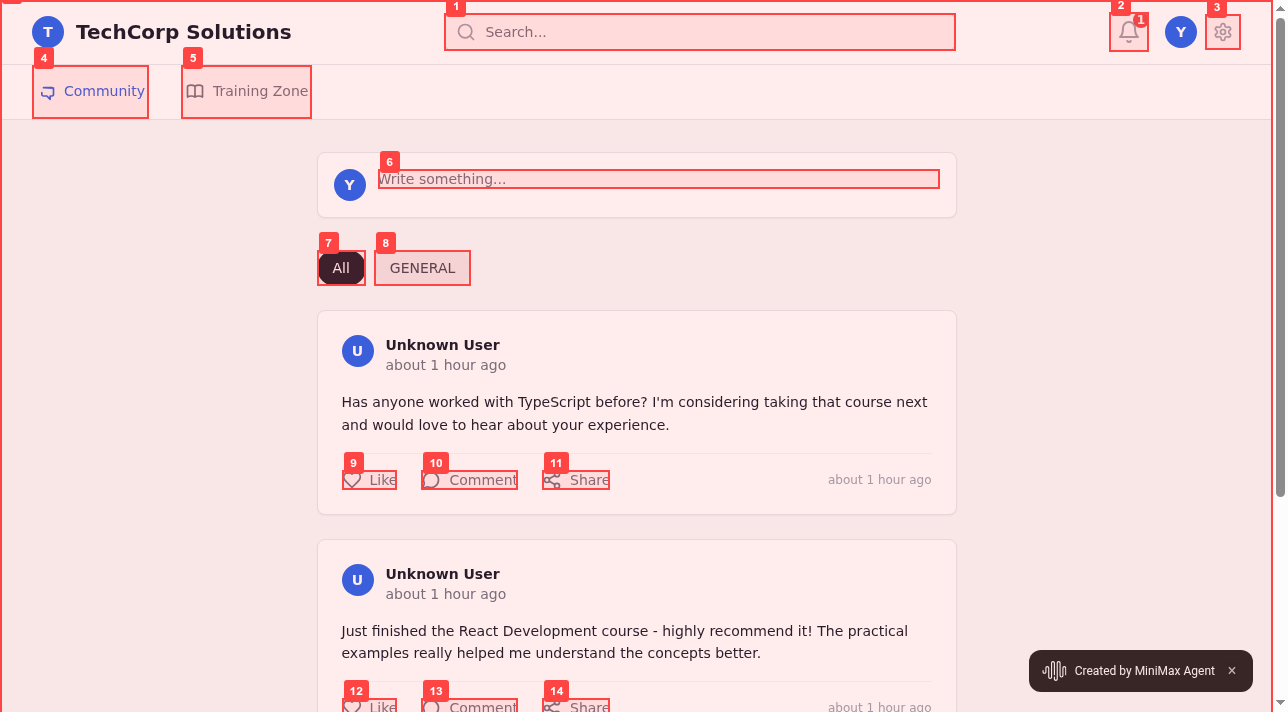 1
2
3
T TechCorp Solutions
Search...
1
Y
4
5
Community
Training Zone
6
Y
Write something...
7
8
All
GENERAL
U
Unknown User
about 1 hour ago
Has anyone worked with TypeScript before? I'm considering taking that course next
and would love to hear about your experience.
9
10
11
Like
Comment
Share
about 1 hour ago
U
Unknown User
about 1 hour ago
Just finished the React Development course - highly recommend it! The practical
examples really helped me understand the concepts better.
Created by MiniMax Agent ×
12
13
14
Like
Comment
Share
about 1 hour ago